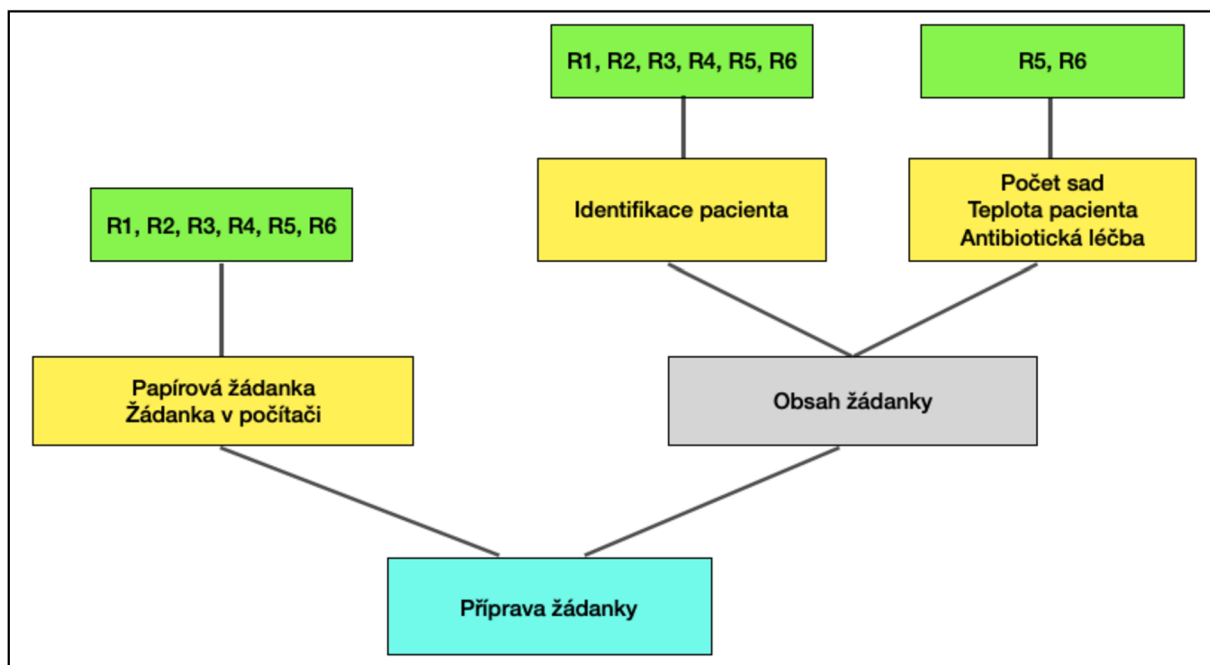 R1, R2, R3, R4, R5, R6
R5, R6
Identifikace pacienta
Počet sad
Teplota pacienta
Antibiotická léčba
R1, R2, R3, R4, R5, R6
Papírová žádanka
Žádanka v počítači
Obsah žádanky
Příprava žádanky